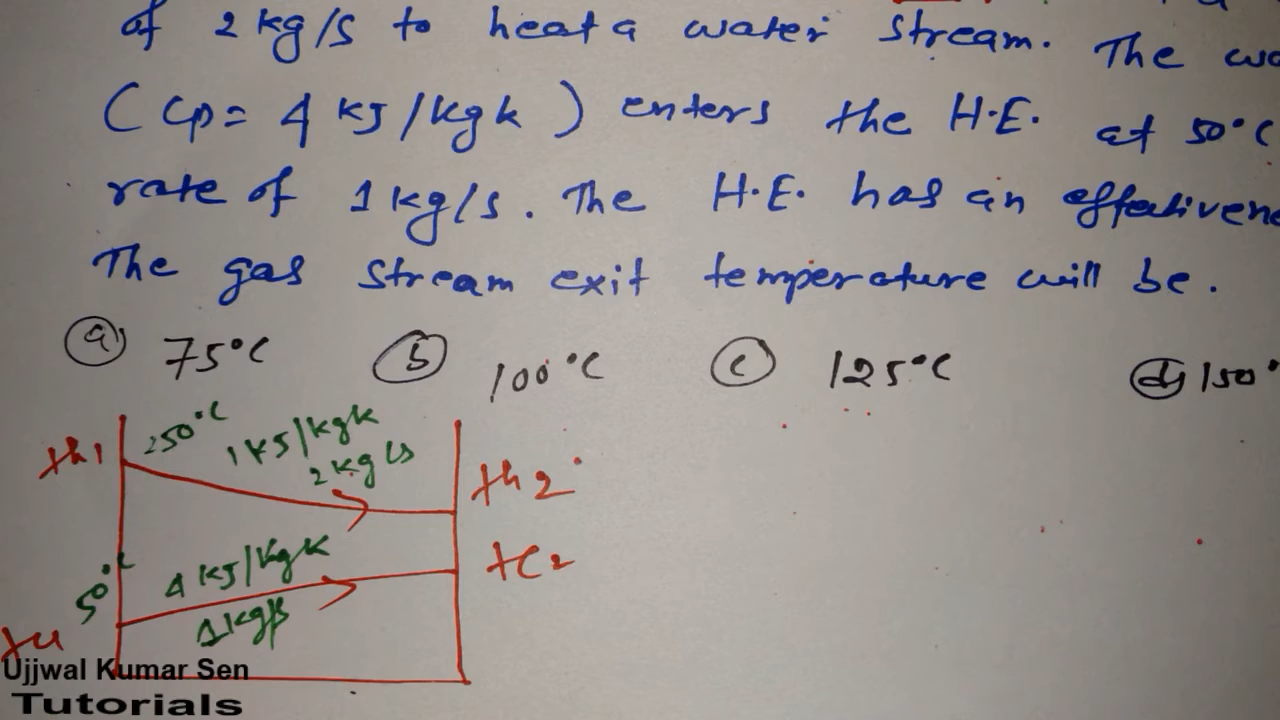 of 2 kg/s to heat a water stream. The
(Cp = 4 kJ/kgk) enters the H.E. at 50°C
rate of 1 kg/s. The H.E. has an
The gas stream exit temperature will be.
(a) 75°C (b) 100°C (c) 125°C (d) 150°
th1 250°C 1 kJ/kgk
2 kg/s
th2
tc2
50°C 4 kJ/kgk
1 kg/s
Ujjwal Kumar Sen
Tutorials